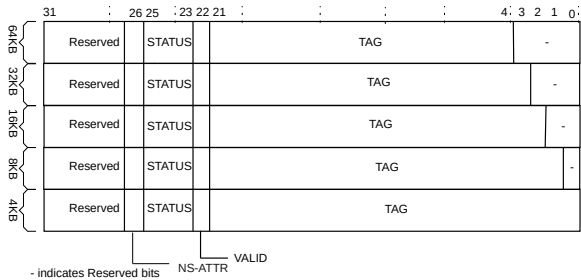 31 26 25 23 22 21 4 3 2 1 0
64KB Reserved STATUS TAG -
32KB Reserved STATUS TAG -
16KB Reserved STATUS TAG -
8KB Reserved STATUS TAG -
4KB Reserved STATUS TAG
VALID
NS-ATTR
- indicates Reserved bits